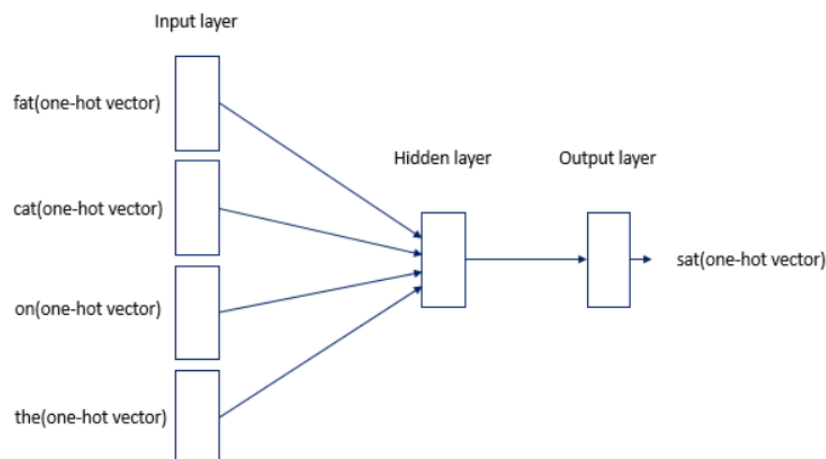 Input layer
fat(one-hot vector)
Hidden layer
Output layer
cat(one-hot vector)
sat(one-hot vector)
on(one-hot vector)
the(one-hot vector)